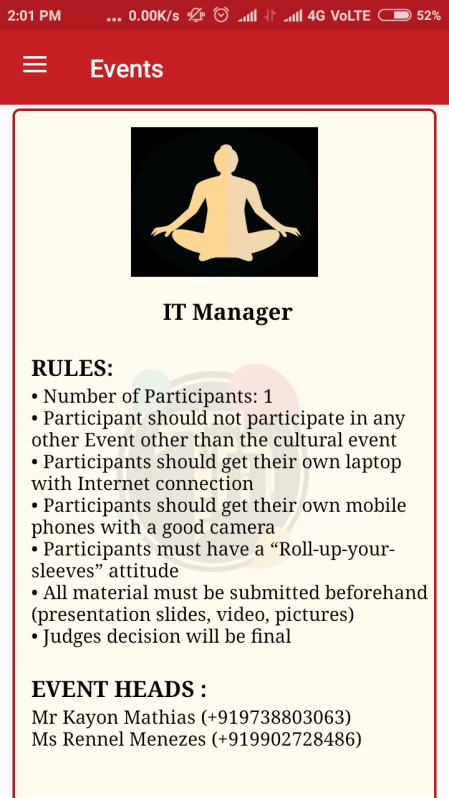 2:01 PM ... 0.00K/s 4G VoLTE 52%
Events
IT Manager
RULES:
• Number of Participants: 1
• Participant should not participate in any
other Event other than the cultural event
• Participants should get their own laptop
with Internet connection
• Participants should get their own mobile
phones with a good camera
• Participants must have a “Roll-up-your-
sleeves” attitude
• All material must be submitted beforehand
(presentation slides, video, pictures)
• Judges decision will be final
EVENT HEADS :
Mr Kayon Mathias (+919738803063)
Ms Rennel Menezes (+919902728486)